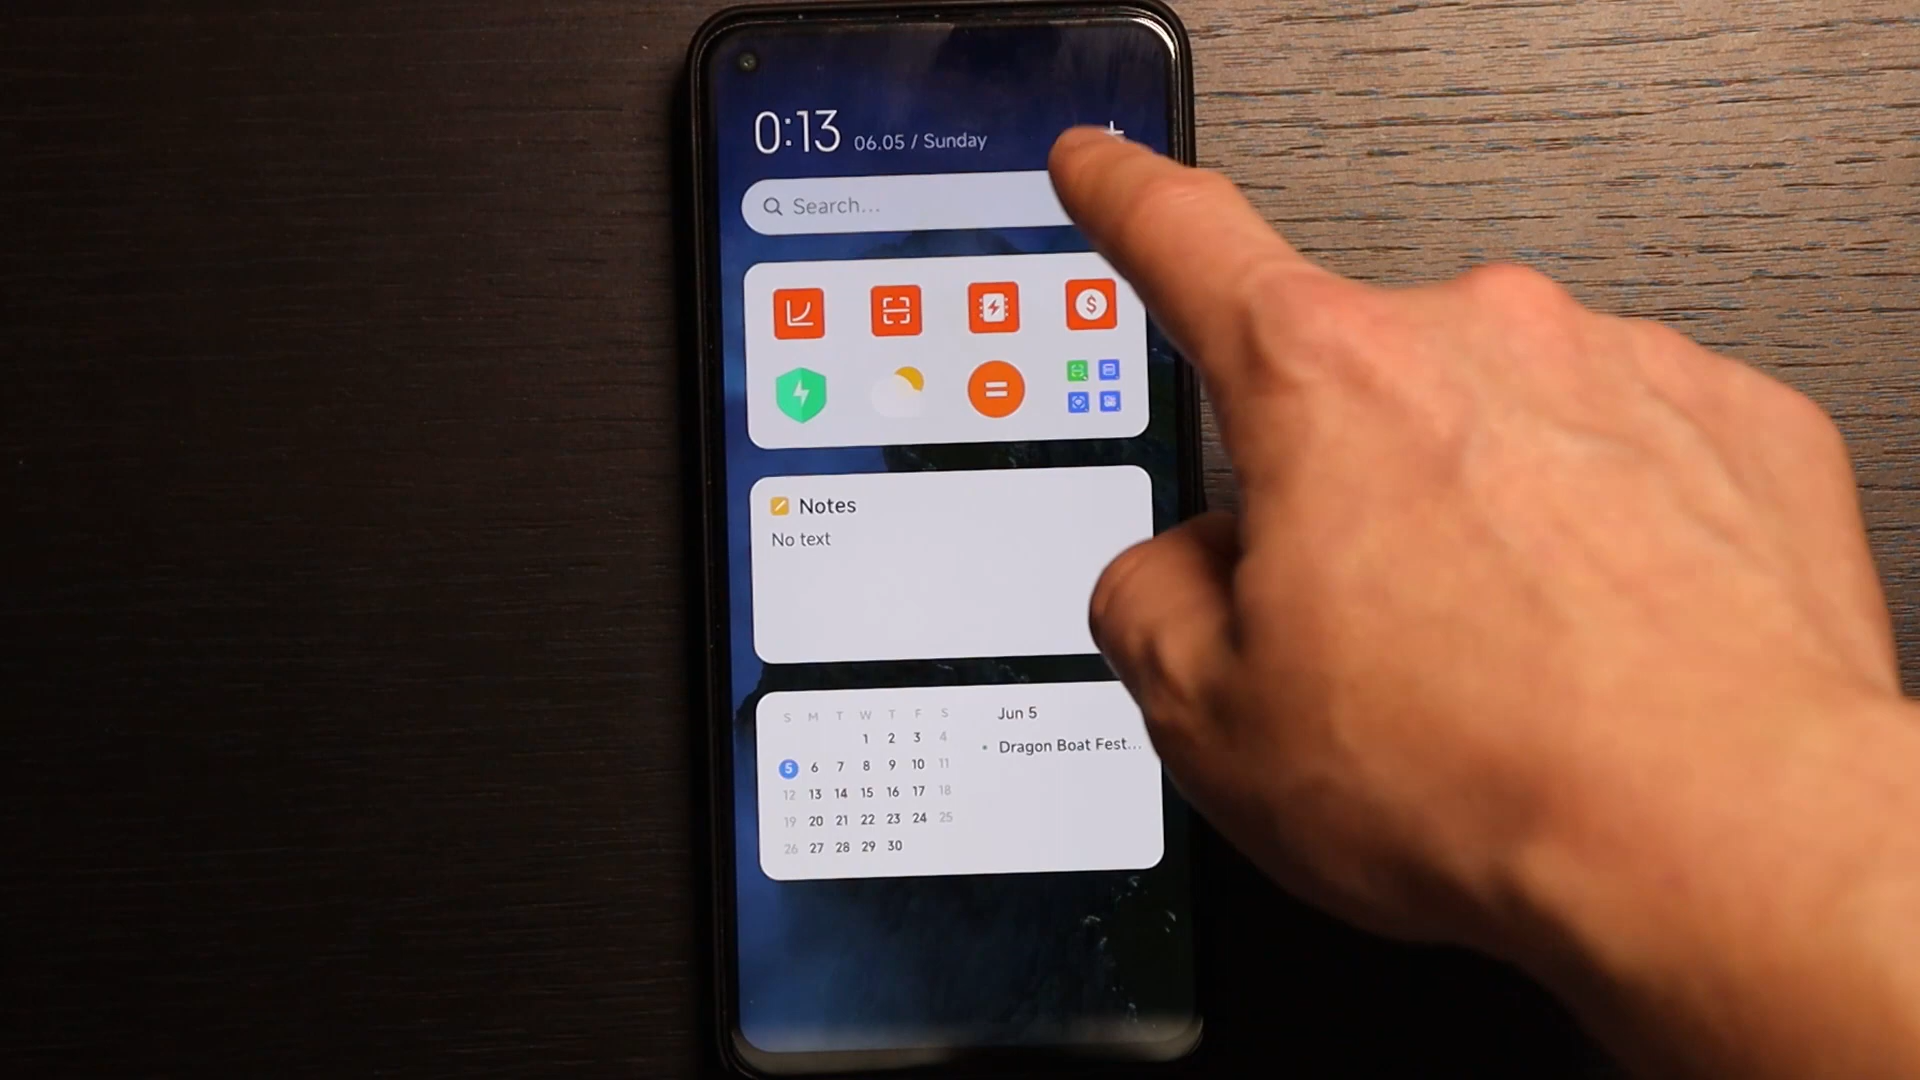 0:13 06.05 / Sunday
Search...
Notes
No text
S M T W T F S
1 2 3 4
5 6 7 8 9 10 11
12 13 14 15 16 17 18
19 20 21 22 23 24 25
26 27 28 29 30
Jun 5
Dragon Boat Fest...